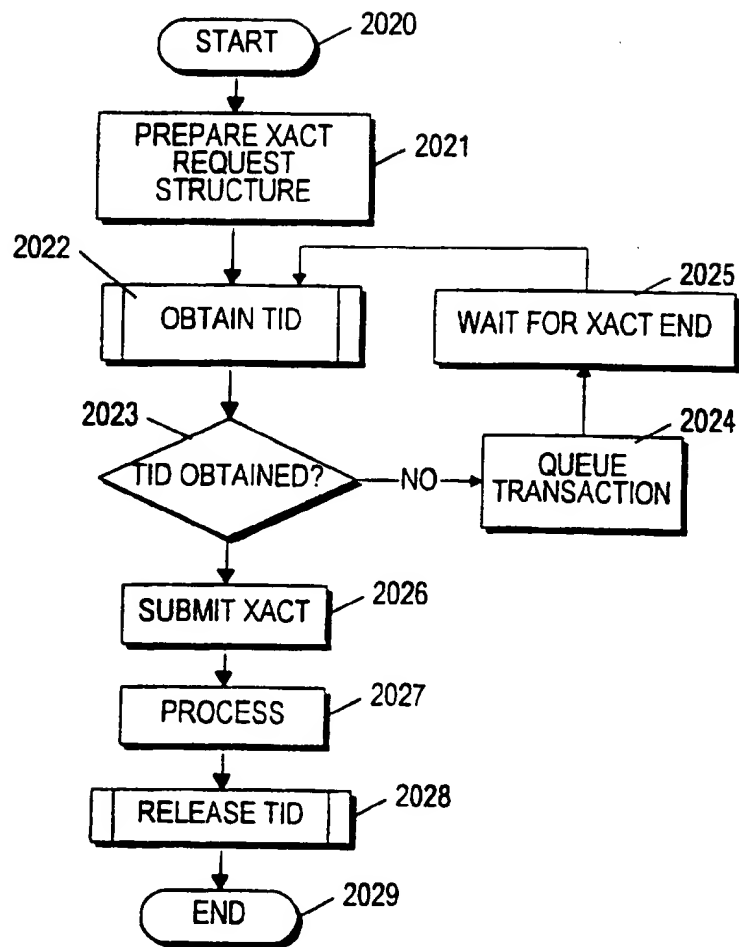 START
2020
PREPARE XACT
REQUEST
STRUCTURE
2021
2022
OBTAIN TID
2025
WAIT FOR XACT END
2023
TID OBTAINED?
NO
2024
QUEUE
TRANSACTION
SUBMIT XACT
2026
PROCESS
2027
RELEASE TID
2028
END
2029